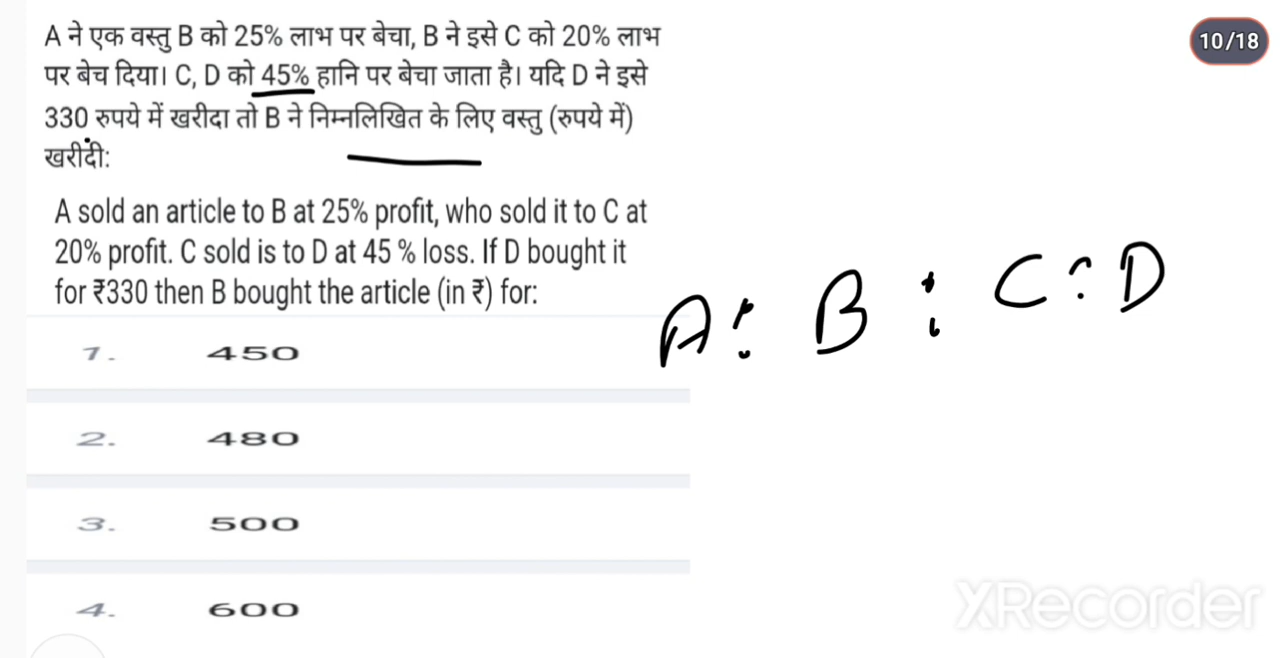 A ने एक वस्तु B को 25% लाभ पर बेचा, B ने इसे C को 20% लाभ
पर बेच दिया। C, D को 45% हानि पर बेचा जाता है। यदि D ने इसे
330 रुपये में खरीदा तो B ने निम्नलिखित के लिए वस्तु (रुपये में)
खरीदी:
A sold an article to B at 25% profit, who sold it to C at
20% profit. C sold is to D at 45 % loss. If D bought it
for ₹330 then B bought the article (in ₹) for:
1. 450
2. 480
3. 500
4. 600
A : B : C : D
10/18
XRecorder